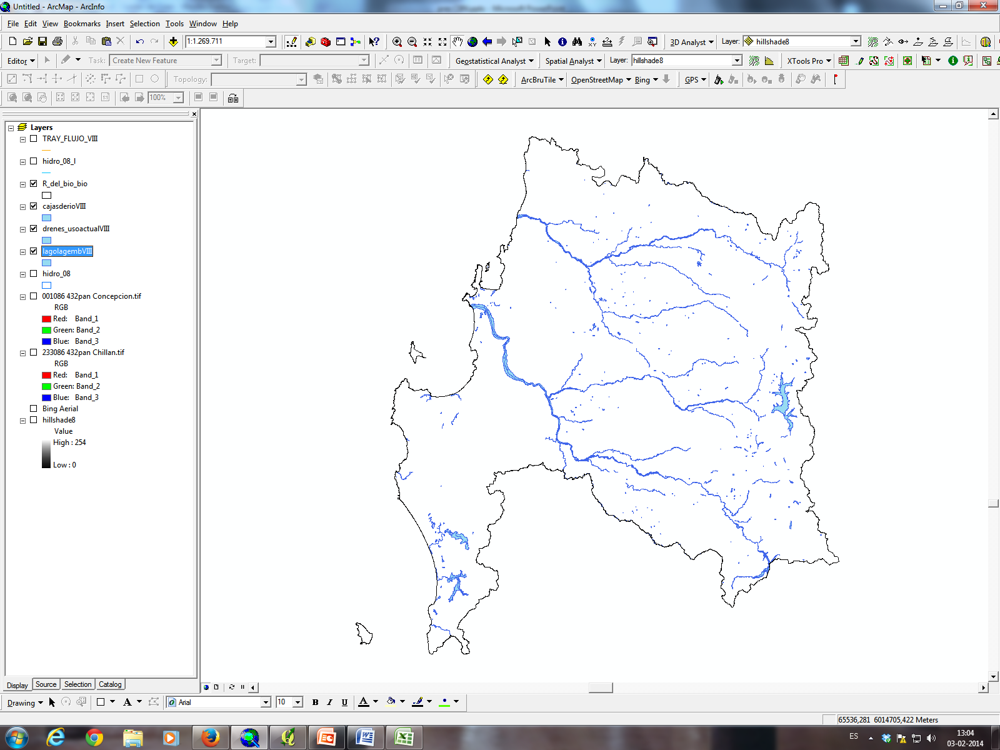 Untitled - ArcMap - ArcInfo
File Edit View Bookmarks Insert Selection Tools Window Help
1:1.269.711
3D Analyst
Layer: hillshade8
Editor
Task: Create New Feature
Target:
Geostatistical Analyst
Spatial Analyst
Layer: hillshade8
XTools Pro
Topology:
ArcBruTile
OpenStreetMap
Bing
GPS
100%
Layers
TRAY_FLUJO_VIII
hidro_08_l
R_del_bio_bio
cajasderioVIII
drenes_usoactualVIII
lagolagembVIII
hidro_08
001086 432pan Concepcion.tif
RGB
Red: Band_1
Green: Band_2
Blue: Band_3
233086 432pan Chillan.tif
RGB
Red: Band_1
Green: Band_2
Blue: Band_3
Bing Aerial
hillshade8
Value
High : 254
Low : 0
Display Source Selection Catalog
Drawing
A
Arial
10
B I U
A
65536,281 6014705,422 Meters
ES
13:04
03-02-2014